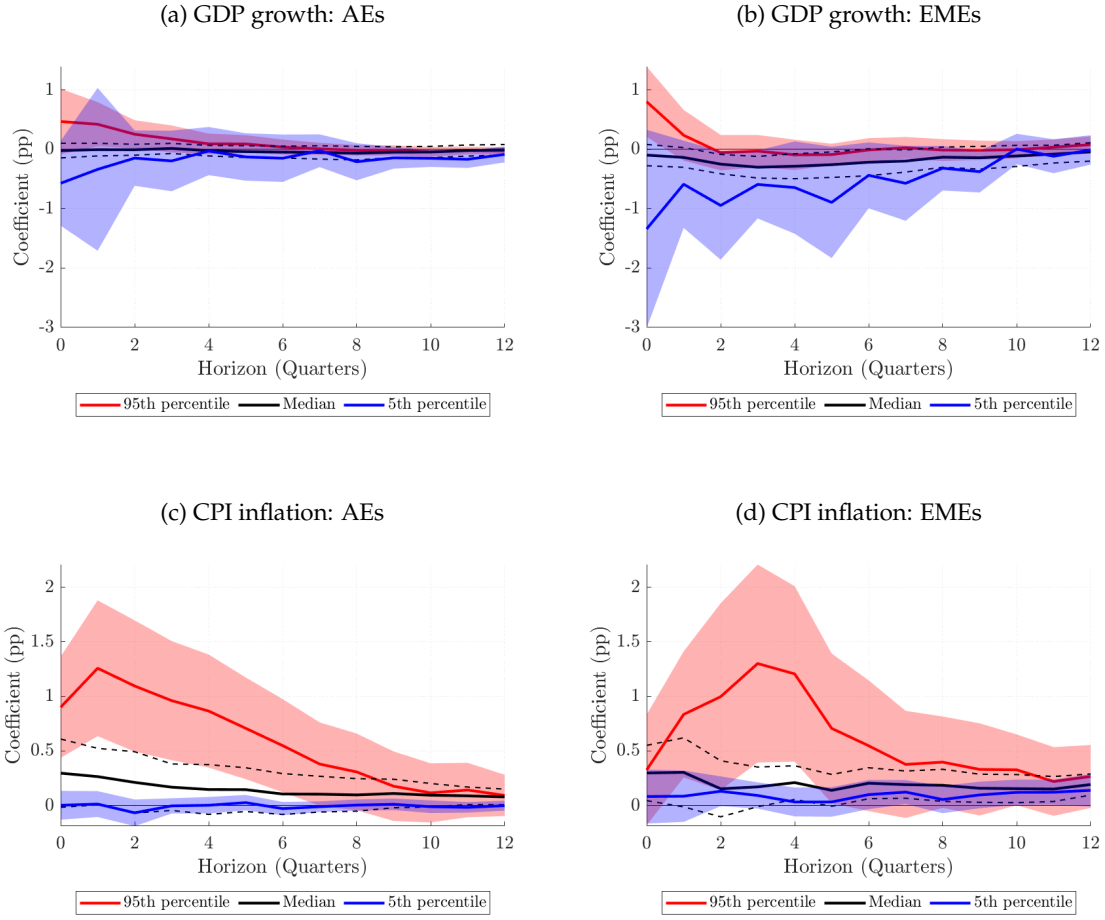 (a) GDP growth: AEs
(b) GDP growth: EMEs
Coefficient (pp)
1
0
-1
-2
-3
0 2 4 6 8 10 12
Horizon (Quarters)
95th percentile Median 5th percentile
Coefficient (pp)
1
0
-1
-2
-3
0 2 4 6 8 10 12
Horizon (Quarters)
95th percentile Median 5th percentile
(c) CPI inflation: AEs
(d) CPI inflation: EMEs
Coefficient (pp)
2
1.5
1
0.5
0
0 2 4 6 8 10 12
Horizon (Quarters)
95th percentile Median 5th percentile
Coefficient (pp)
2
1.5
1
0.5
0
0 2 4 6 8 10 12
Horizon (Quarters)
95th percentile Median 5th percentile